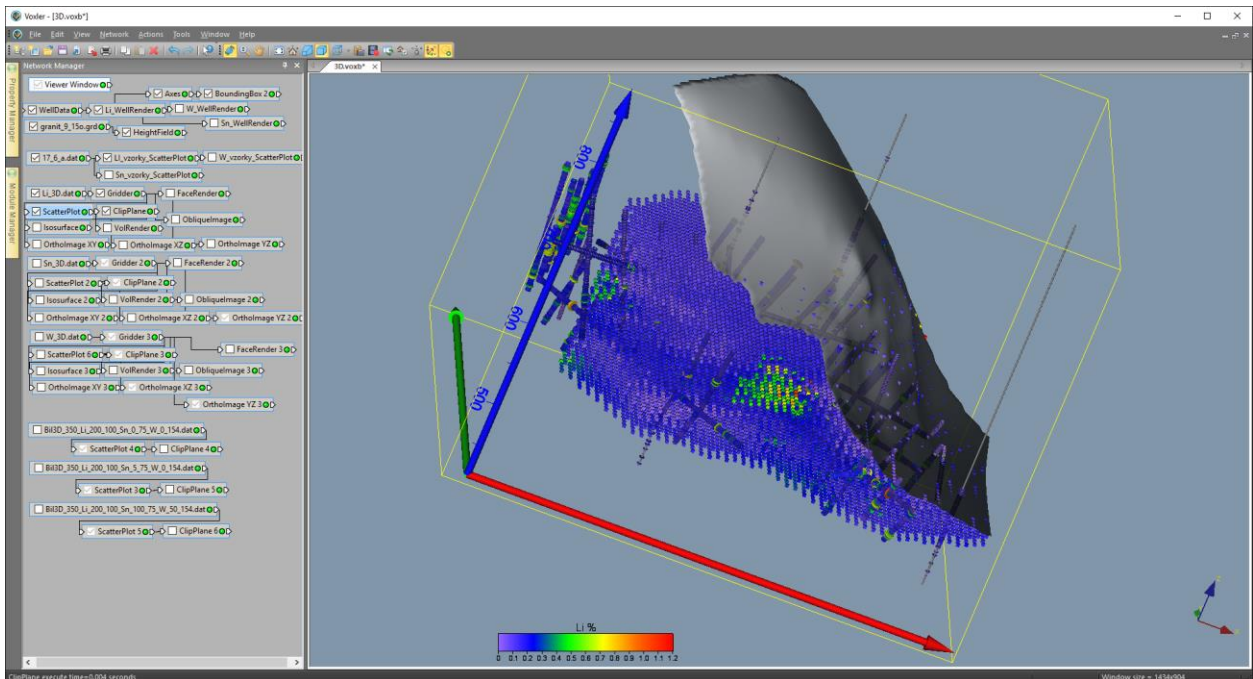 Voxler - [3D.voxb*]
File Edit View Network Actions Tools Window Help
Network Manager
3D.voxb*
Property Manager
Module Manager
Viewer Window
Axes BoundingBox 2
WellData Li_WellRender W_WellRender
Sn_WellRender
granit_9_15o.grd HeightField
17_6_a.dat LI_vzorky_ScatterPlot W_vzorky_ScatterPlot
Sn_vzorky_ScatterPlot
Li_3D.dat Gridder FaceRender
ScatterPlot ClipPlane
ObliqueImage
Isosurface VolRender
OrthoImage XY OrthoImage XZ OrthoImage YZ
Sn_3D.dat Gridder 2 FaceRender 2
ScatterPlot 2 ClipPlane 2
Isosurface 2 VolRender 2 ObliqueImage 2
OrthoImage XY 2 OrthoImage XZ 2 OrthoImage YZ 2
W_3D.dat Gridder 3
FaceRender 3
ScatterPlot 6 ClipPlane 3
Isosurface 3 VolRender 3 ObliqueImage 3
OrthoImage XY 3 OrthoImage XZ 3
OrthoImage YZ 3
Bil3D_350_Li_200_100_Sn_0_75_W_0_154.dat
ScatterPlot 4 ClipPlane 4
Bil3D_350_Li_200_100_Sn_5_75_W_0_154.dat
ScatterPlot 3 ClipPlane 5
Bil3D_350_Li_200_100_Sn_100_75_W_50_154.dat
ScatterPlot 5 ClipPlane 6
800
600
500
Li %
0 0.1 0.2 0.3 0.4 0.5 0.6 0.7 0.8 0.9 1.0 1.1 1.2
ClipPlane execute time=0.004 seconds
Window size = 1434x904